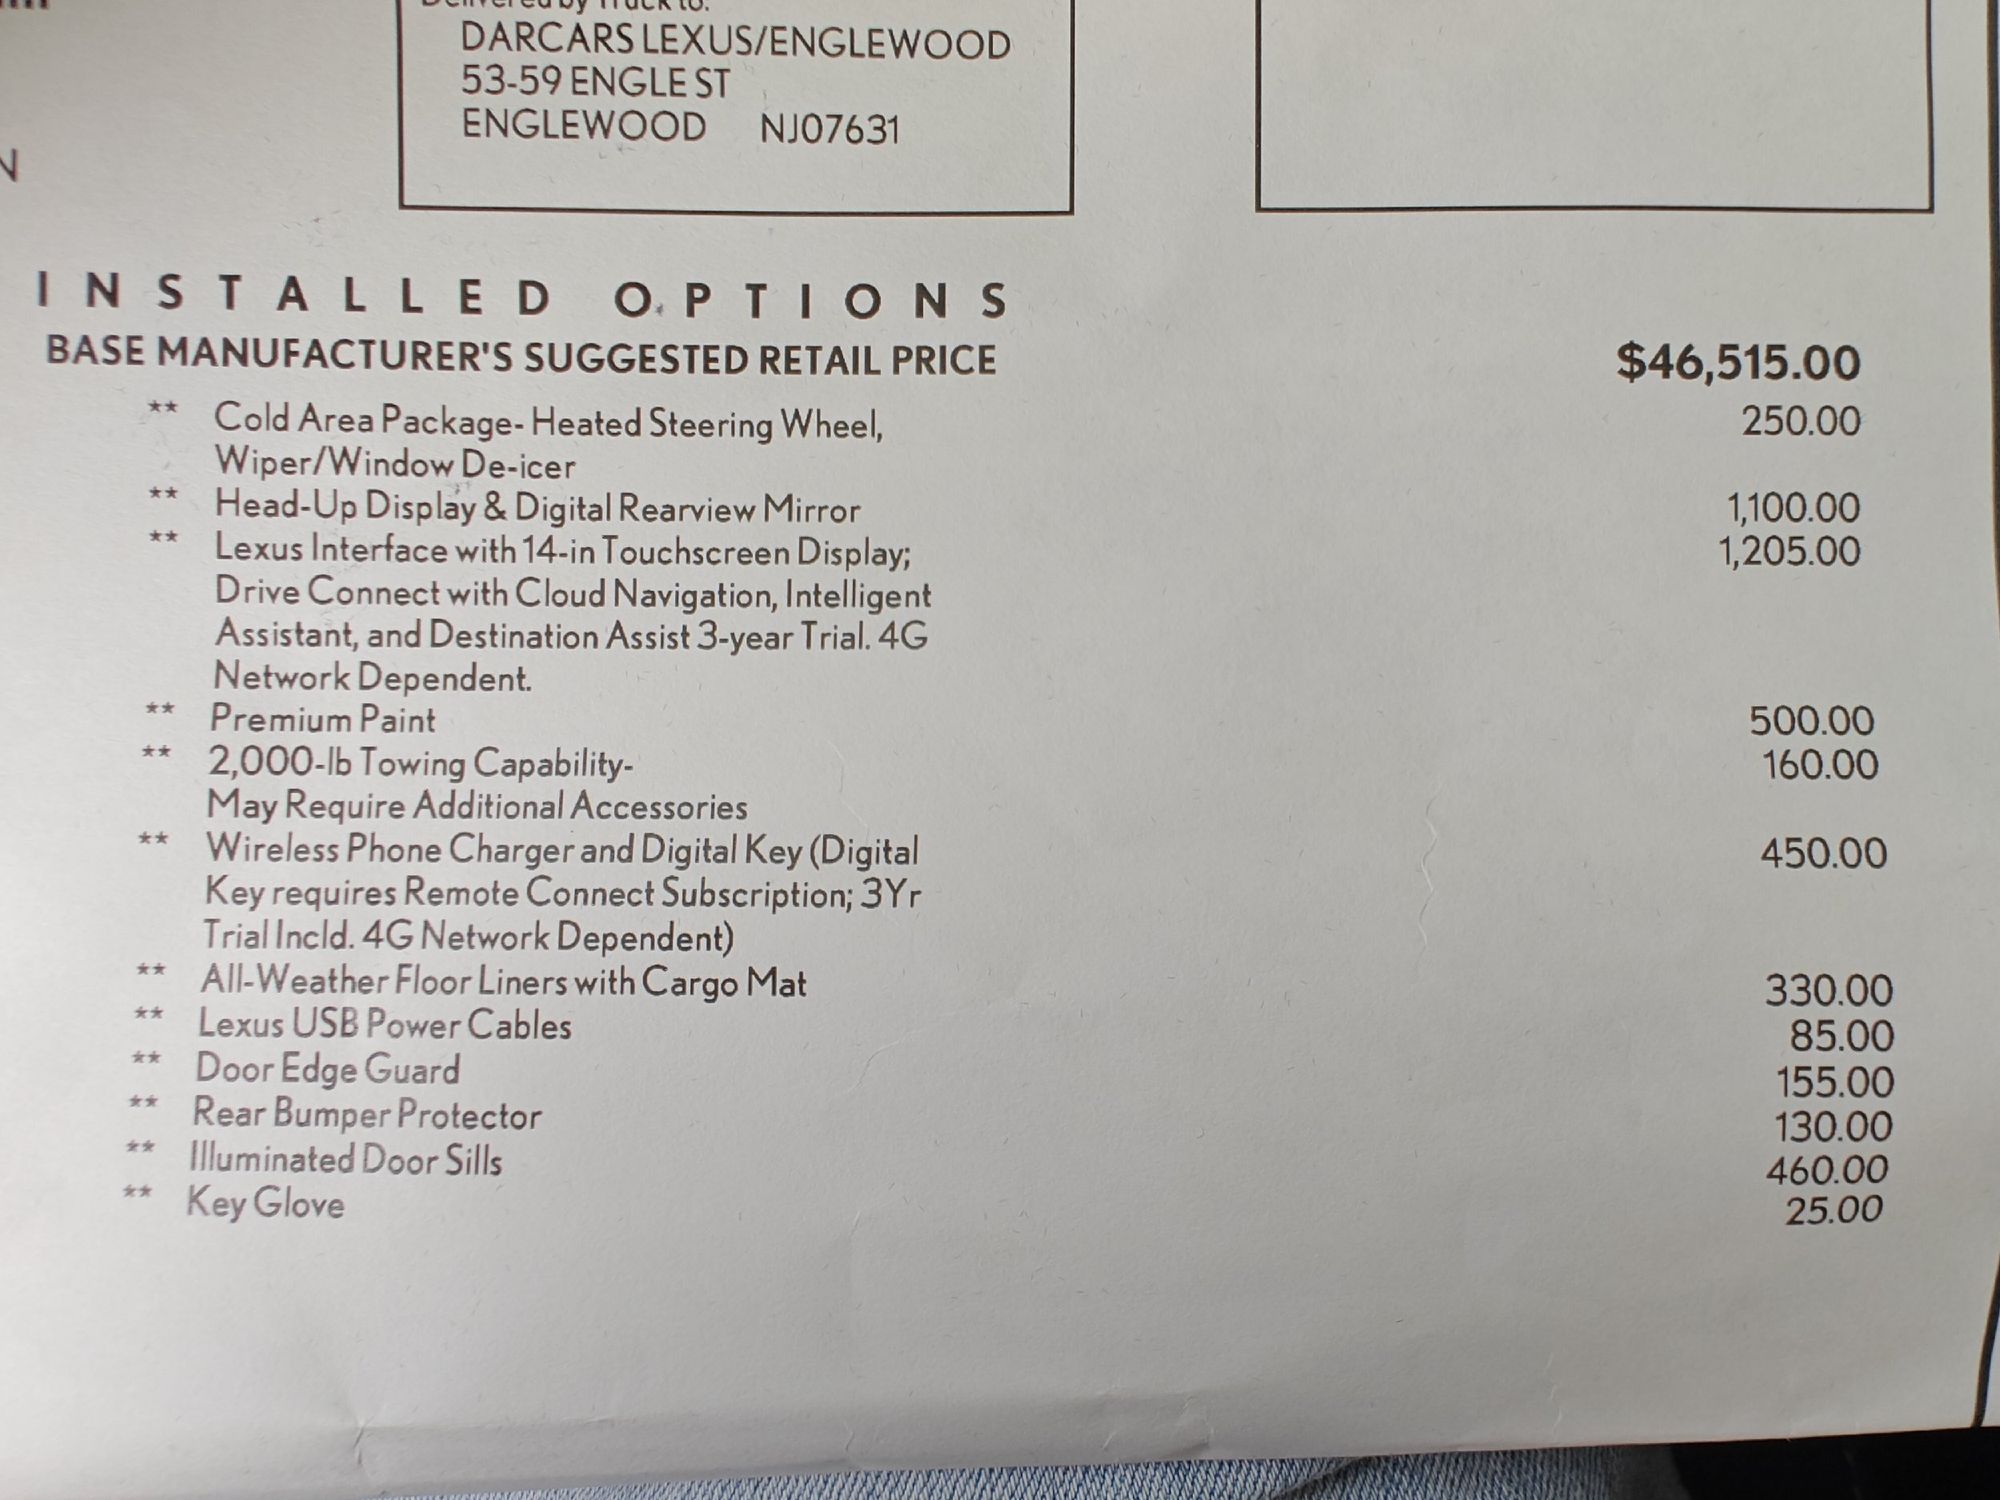 Delivered by Truck to:
DARCARS LEXUS/ENGLEWOOD
53-59 ENGLE ST
ENGLEWOOD NJ07631
N
INSTALLED OPTIONS
BASE MANUFACTURER'S SUGGESTED RETAIL PRICE $46,515.00
** Cold Area Package- Heated Steering Wheel, 250.00
Wiper/Window De-icer
** Head-Up Display & Digital Rearview Mirror 1,100.00
** Lexus Interface with 14-in Touchscreen Display; 1,205.00
Drive Connect with Cloud Navigation, Intelligent
Assistant, and Destination Assist 3-year Trial. 4G
Network Dependent.
** Premium Paint 500.00
** 2,000-lb Towing Capability- 160.00
May Require Additional Accessories
** Wireless Phone Charger and Digital Key (Digital 450.00
Key requires Remote Connect Subscription; 3Yr
Trial Incld. 4G Network Dependent)
** All-Weather Floor Liners with Cargo Mat 330.00
** Lexus USB Power Cables 85.00
** Door Edge Guard 155.00
** Rear Bumper Protector 130.00
** Illuminated Door Sills 460.00
** Key Glove 25.00